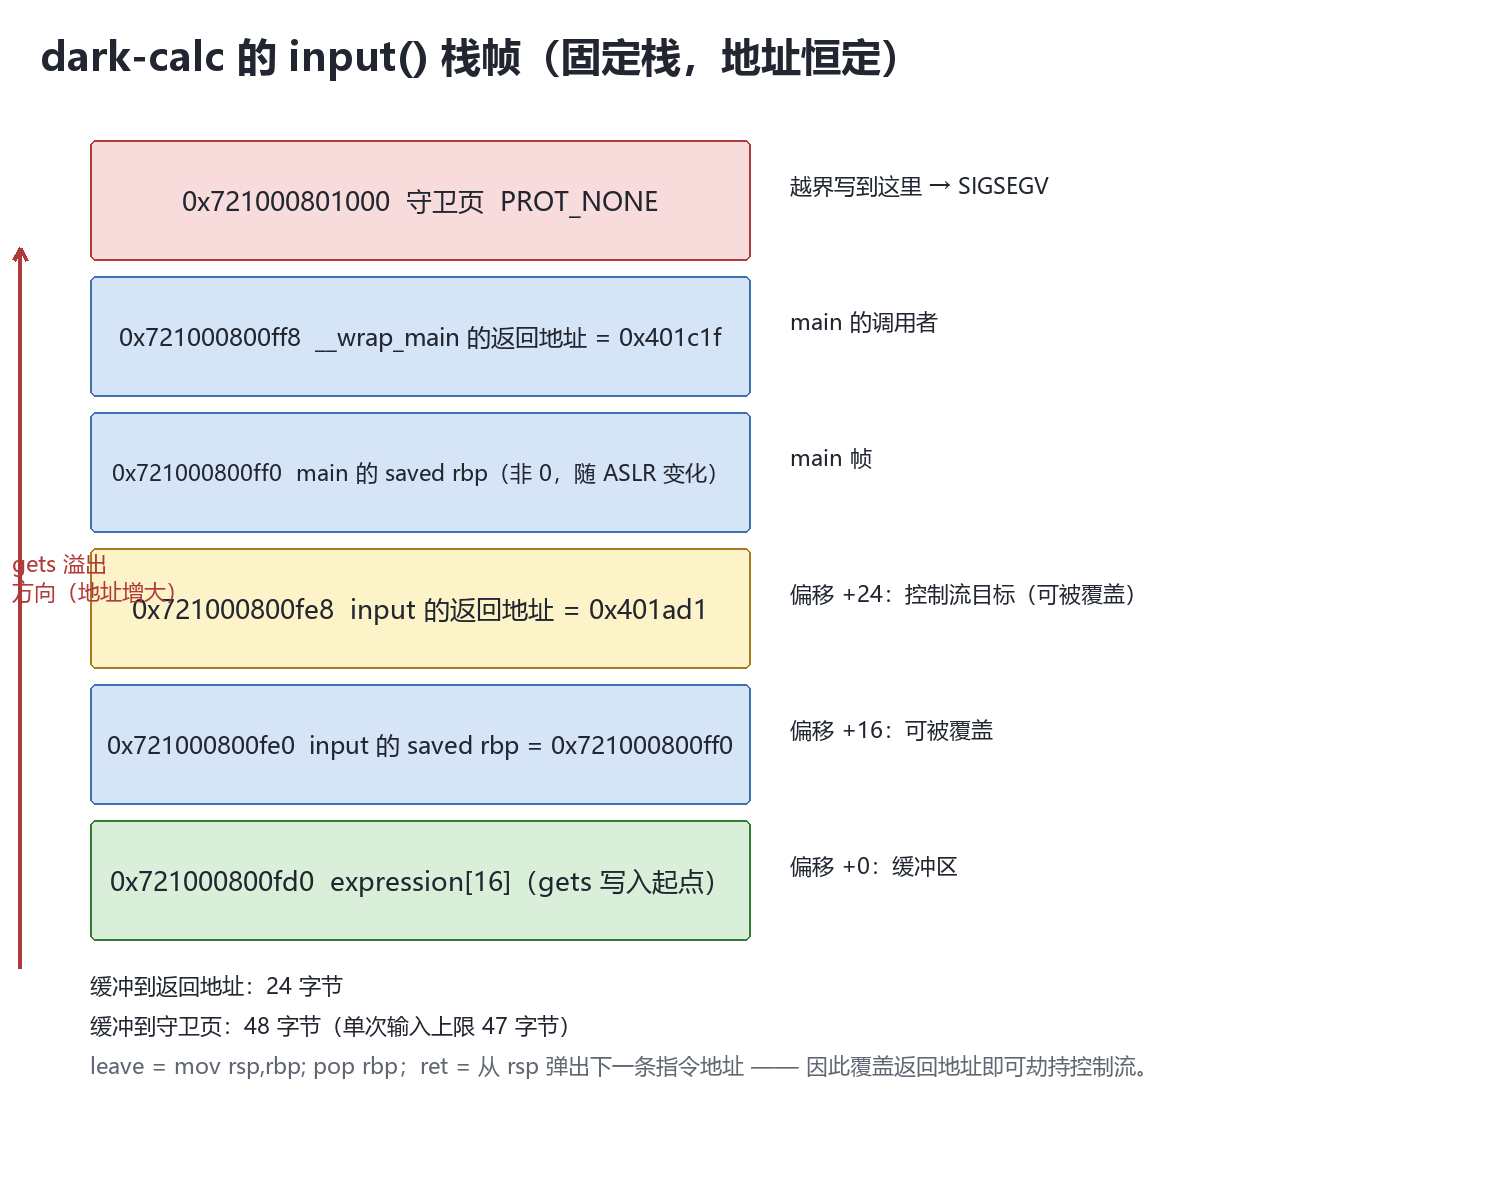 dark-calc 的 input() 栈帧（固定栈，地址恒定）
0x721000801000 守卫页 PROT_NONE
越界写到这里 → SIGSEGV
0x721000800ff8 __wrap_main 的返回地址 = 0x401c1f
main 的调用者
0x721000800ff0 main 的 saved rbp（非 0，随 ASLR 变化）
main 帧
gets 溢出
方向（地址增大）
0x721000800fe8 input 的返回地址 = 0x401ad1
偏移 +24：控制流目标（可被覆盖）
0x721000800fe0 input 的 saved rbp = 0x721000800ff0
偏移 +16：可被覆盖
0x721000800fd0 expression[16]（gets 写入起点）
偏移 +0：缓冲区
缓冲到返回地址：24 字节
缓冲到守卫页：48 字节（单次输入上限 47 字节）
leave = mov rsp,rbp; pop rbp；ret = 从 rsp 弹出下一条指令地址 —— 因此覆盖返回地址即可劫持控制流。